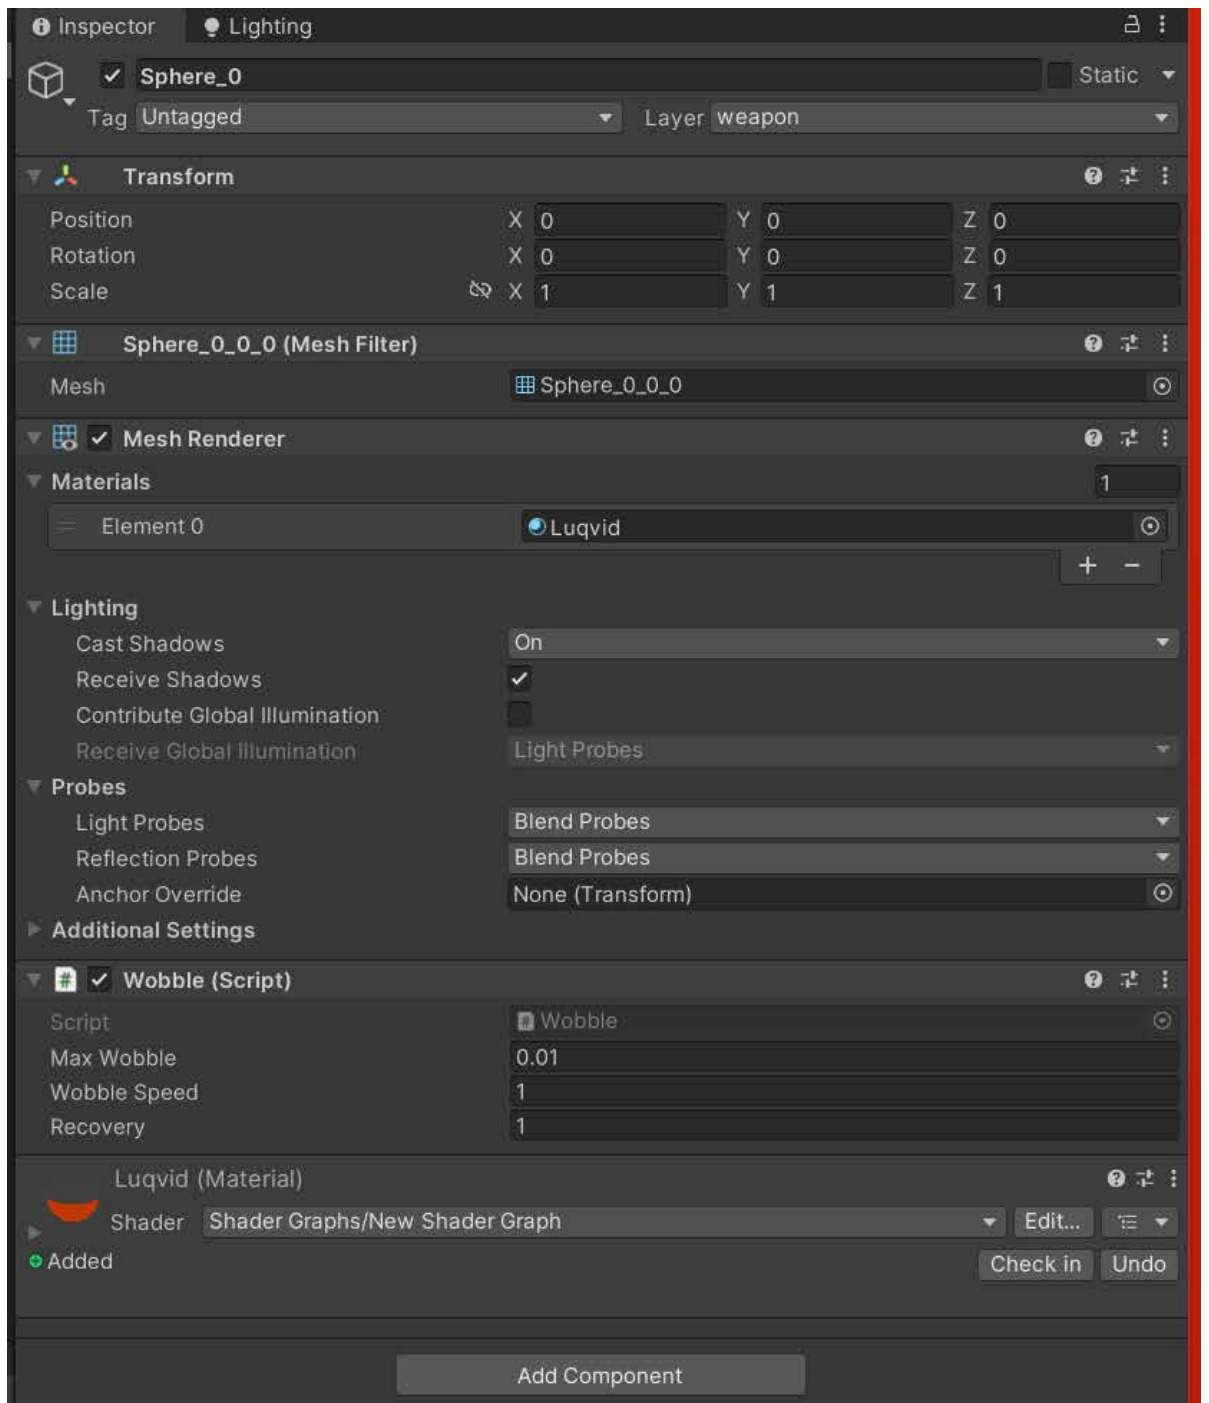 Inspector Lighting
Sphere_0 Static
Tag Untagged Layer weapon
Transform
Position X 0 Y 0 Z 0
Rotation X 0 Y 0 Z 0
Scale X 1 Y 1 Z 1
Sphere_0_0_0 (Mesh Filter)
Mesh Sphere_0_0_0
Mesh Renderer
Materials 1
Element 0 Luqvid
+ −
Lighting
Cast Shadows On
Receive Shadows
Contribute Global Illumination
Receive Global Illumination Light Probes
Probes
Light Probes Blend Probes
Reflection Probes Blend Probes
Anchor Override None (Transform)
Additional Settings
# Wobble (Script)
Script Wobble
Max Wobble 0.01
Wobble Speed 1
Recovery 1
Luqvid (Material)
Shader Shader Graphs/New Shader Graph Edit...
Added Check in Undo
Add Component